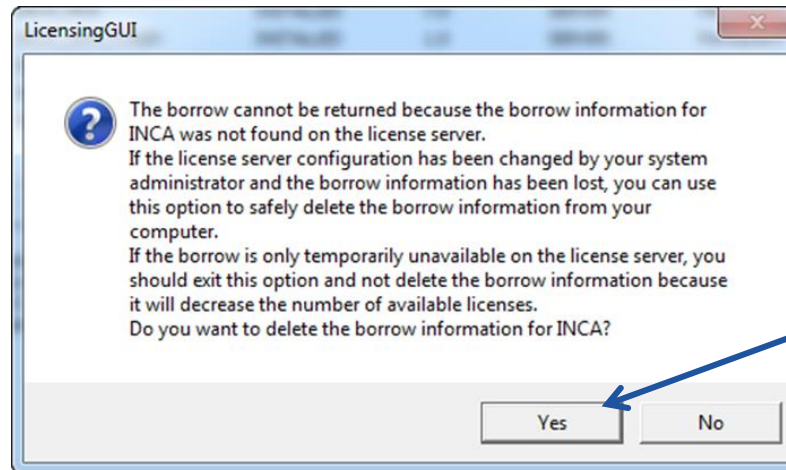 LicensingGUI
The borrow cannot be returned because the borrow information for
INCA was not found on the license server.
If the license server configuration has been changed by your system
administrator and the borrow information has been lost, you can use
this option to safely delete the borrow information from your
computer.
If the borrow is only temporarily unavailable on the license server, you
should exit this option and not delete the borrow information because
it will decrease the number of available licenses.
Do you want to delete the borrow information for INCA?
Yes
No